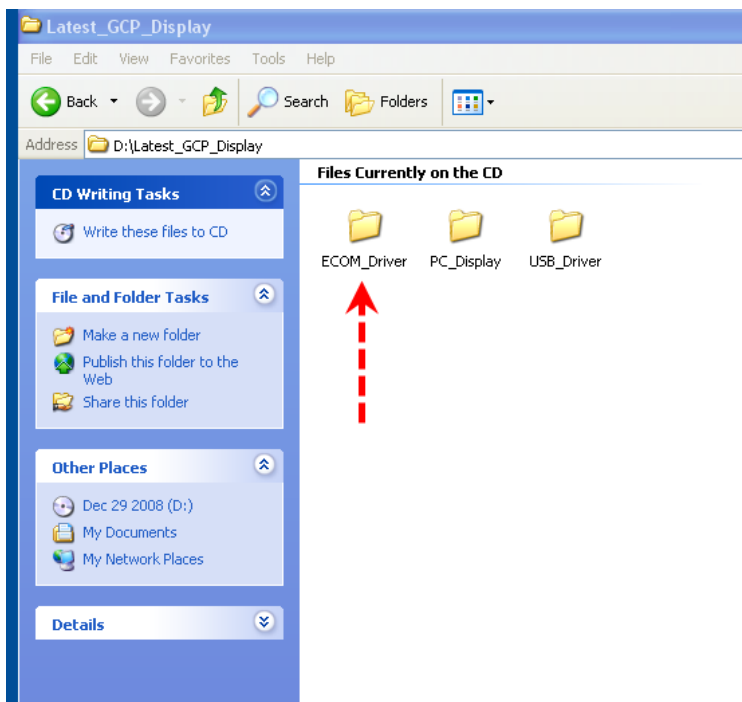 Latest_GCP_Display
File Edit View Favorites Tools Help
Back Search Folders
Address D:\Latest_GCP_Display
CD Writing Tasks
Write these files to CD
File and Folder Tasks
Make a new folder
Publish this folder to the
Web
Share this folder
Other Places
Dec 29 2008 (D:)
My Documents
My Network Places
Details
Files Currently on the CD
ECOM_Driver PC_Display USB_Driver